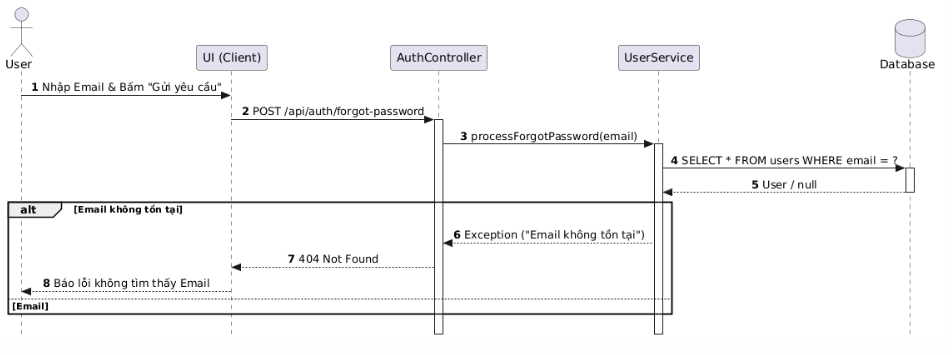 User
UI (Client)
AuthController
UserService
Database
1 Nhập Email & Bấm "Gửi yêu cầu"
2 POST /api/auth/forgot-password
3 processForgotPassword(email)
4 SELECT * FROM users WHERE email = ?
5 User / null
alt [Email không tồn tại]
6 Exception ("Email không tồn tại")
7 404 Not Found
8 Báo lỗi không tìm thấy Email
[Email]